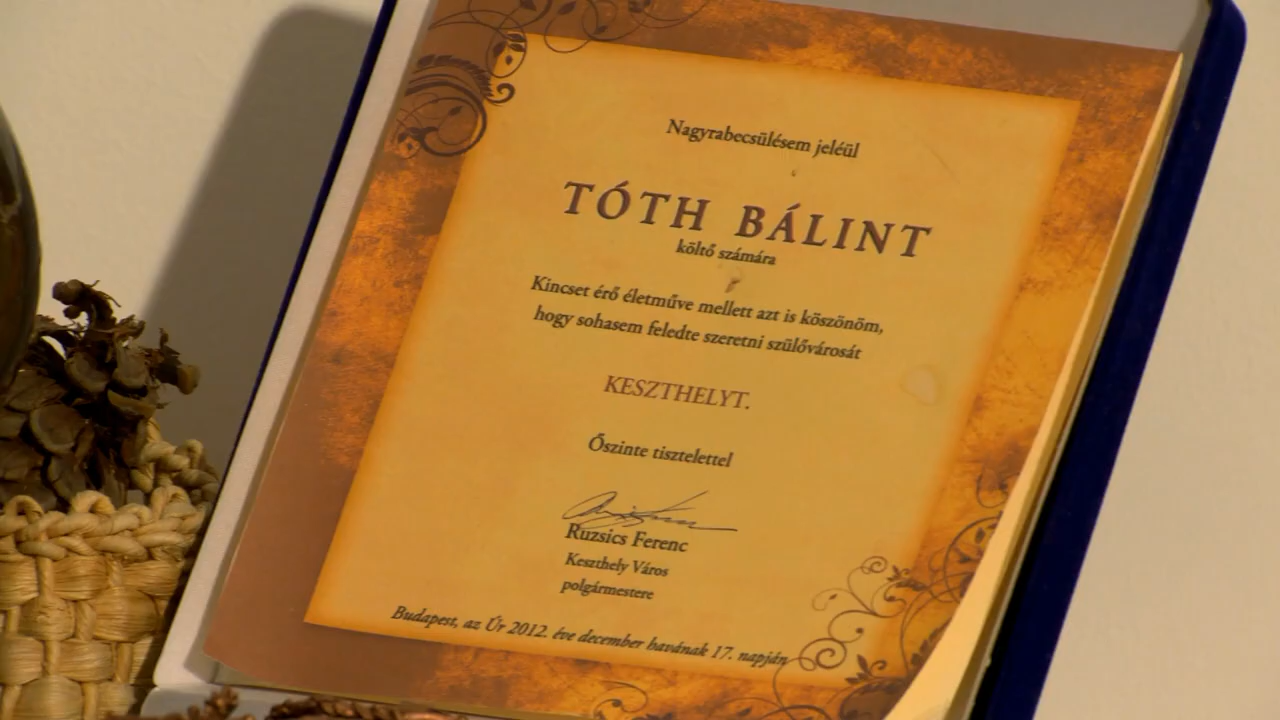 Nagyrabecsülésem jeléül
TÓTH BÁLINT
költő számára
Kincset érő életműve mellett azt is köszönöm,
hogy sohasem feledte szeretni szülővárosát
KESZTHELYT.
Őszinte tisztelettel
Ruzsics Ferenc
Keszthely Város
polgármestere
Budapest, az Úr 2012. éve december havának 17. napján